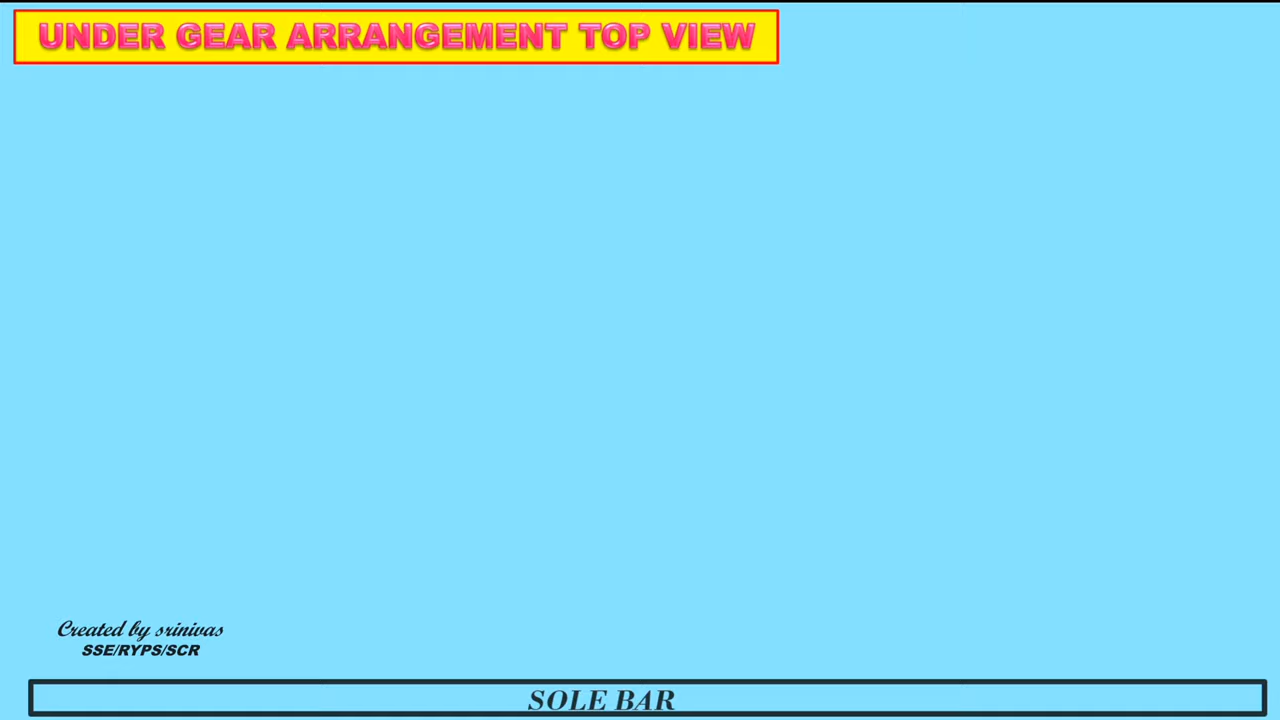 UNDER GEAR ARRANGEMENT TOP VIEW
Created by srinivas
SSE/RYPS/SCR
SOLE BAR